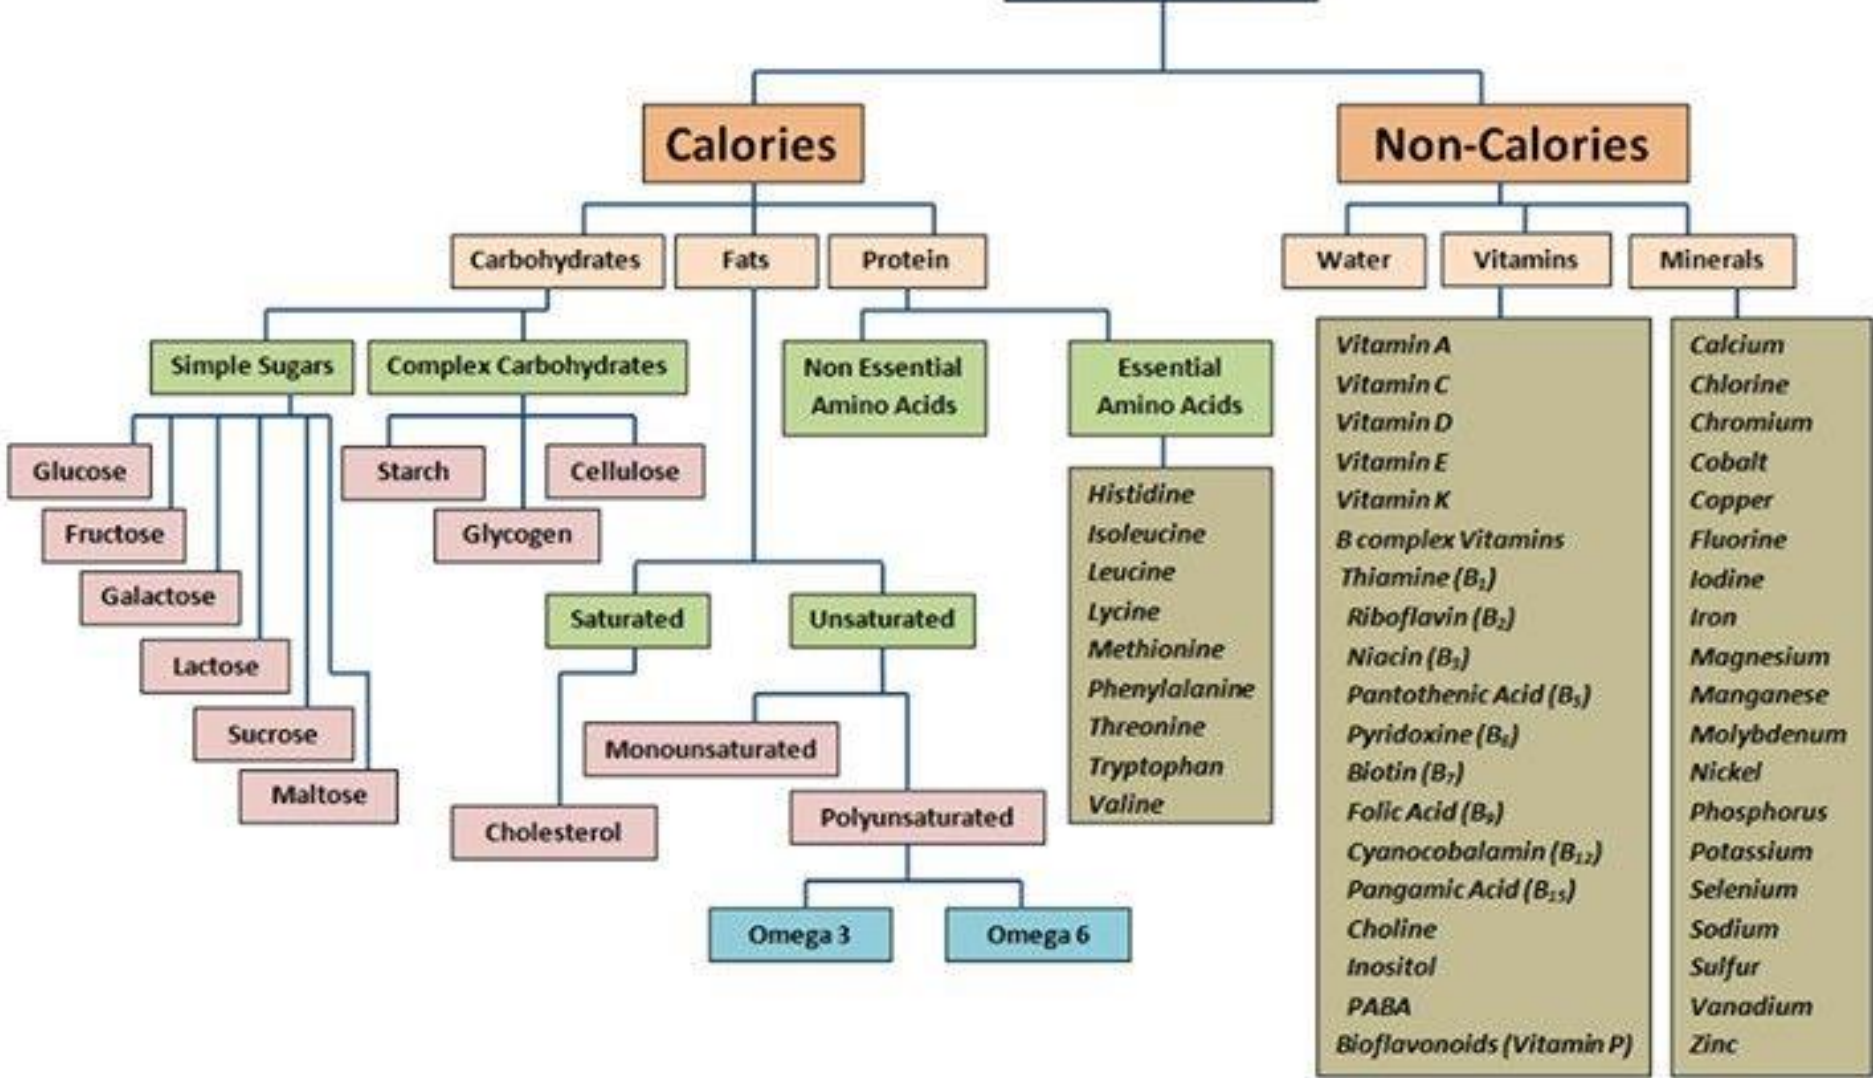 Calories
Non-Calories
Carbohydrates
Fats
Protein
Water
Vitamins
Minerals
Simple Sugars
Complex Carbohydrates
Non Essential
Amino Acids
Essential
Amino Acids
Glucose
Fructose
Galactose
Lactose
Sucrose
Maltose
Starch
Glycogen
Cellulose
Saturated
Unsaturated
Cholesterol
Monounsaturated
Polyunsaturated
Omega 3
Omega 6
Histidine
Isoleucine
Leucine
Lycine
Methionine
Phenylalanine
Threonine
Tryptophan
Valine
Vitamin A
Vitamin C
Vitamin D
Vitamin E
Vitamin K
B complex Vitamins
Thiamine (B₁)
Riboflavin (B₂)
Niacin (B₃)
Pantothenic Acid (B₅)
Pyridoxine (B₆)
Biotin (B₇)
Folic Acid (B₉)
Cyanocobalamin (B₁₂)
Pangamic Acid (B₁₅)
Choline
Inositol
PABA
Bioflavonoids (Vitamin P)
Calcium
Chlorine
Chromium
Cobalt
Copper
Fluorine
Iodine
Iron
Magnesium
Manganese
Molybdenum
Nickel
Phosphorus
Potassium
Selenium
Sodium
Sulfur
Vanadium
Zinc